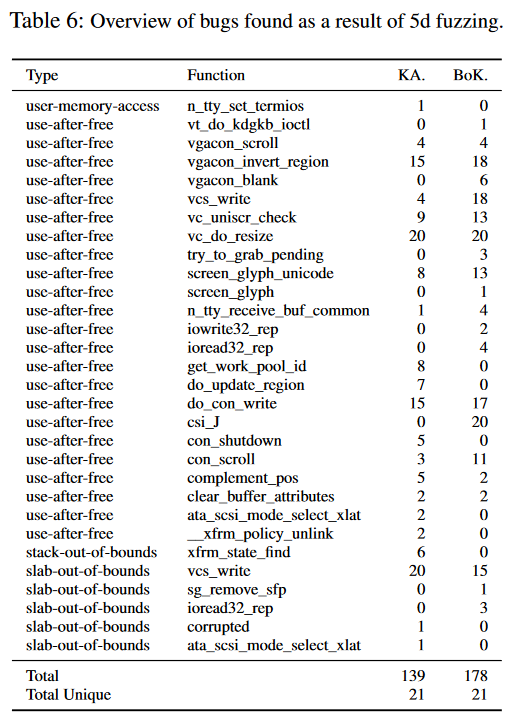 Table 6: Overview of bugs found as a result of 5d fuzzing.
Type Function KA. BoK.
user-memory-access n_tty_set_termios 1 0
use-after-free vt_do_kdgkb_ioctl 0 1
use-after-free vgacon_scroll 4 4
use-after-free vgacon_invert_region 15 18
use-after-free vgacon_blank 0 6
use-after-free vcs_write 4 18
use-after-free vc_uniscr_check 9 13
use-after-free vc_do_resize 20 20
use-after-free try_to_grab_pending 0 3
use-after-free screen_glyph_unicode 8 13
use-after-free screen_glyph 0 1
use-after-free n_tty_receive_buf_common 1 4
use-after-free iowrite32_rep 0 2
use-after-free ioread32_rep 0 4
use-after-free get_work_pool_id 8 0
use-after-free do_update_region 7 0
use-after-free do_con_write 15 17
use-after-free csi_J 0 20
use-after-free con_shutdown 5 0
use-after-free con_scroll 3 11
use-after-free complement_pos 5 2
use-after-free clear_buffer_attributes 2 2
use-after-free ata_scsi_mode_select_xlat 2 0
use-after-free __xfrm_policy_unlink 2 0
stack-out-of-bounds xfrm_state_find 6 0
slab-out-of-bounds vcs_write 20 15
slab-out-of-bounds sg_remove_sfp 0 1
slab-out-of-bounds ioread32_rep 0 3
slab-out-of-bounds corrupted 1 0
slab-out-of-bounds ata_scsi_mode_select_xlat 1 0
Total 139 178
Total Unique 21 21